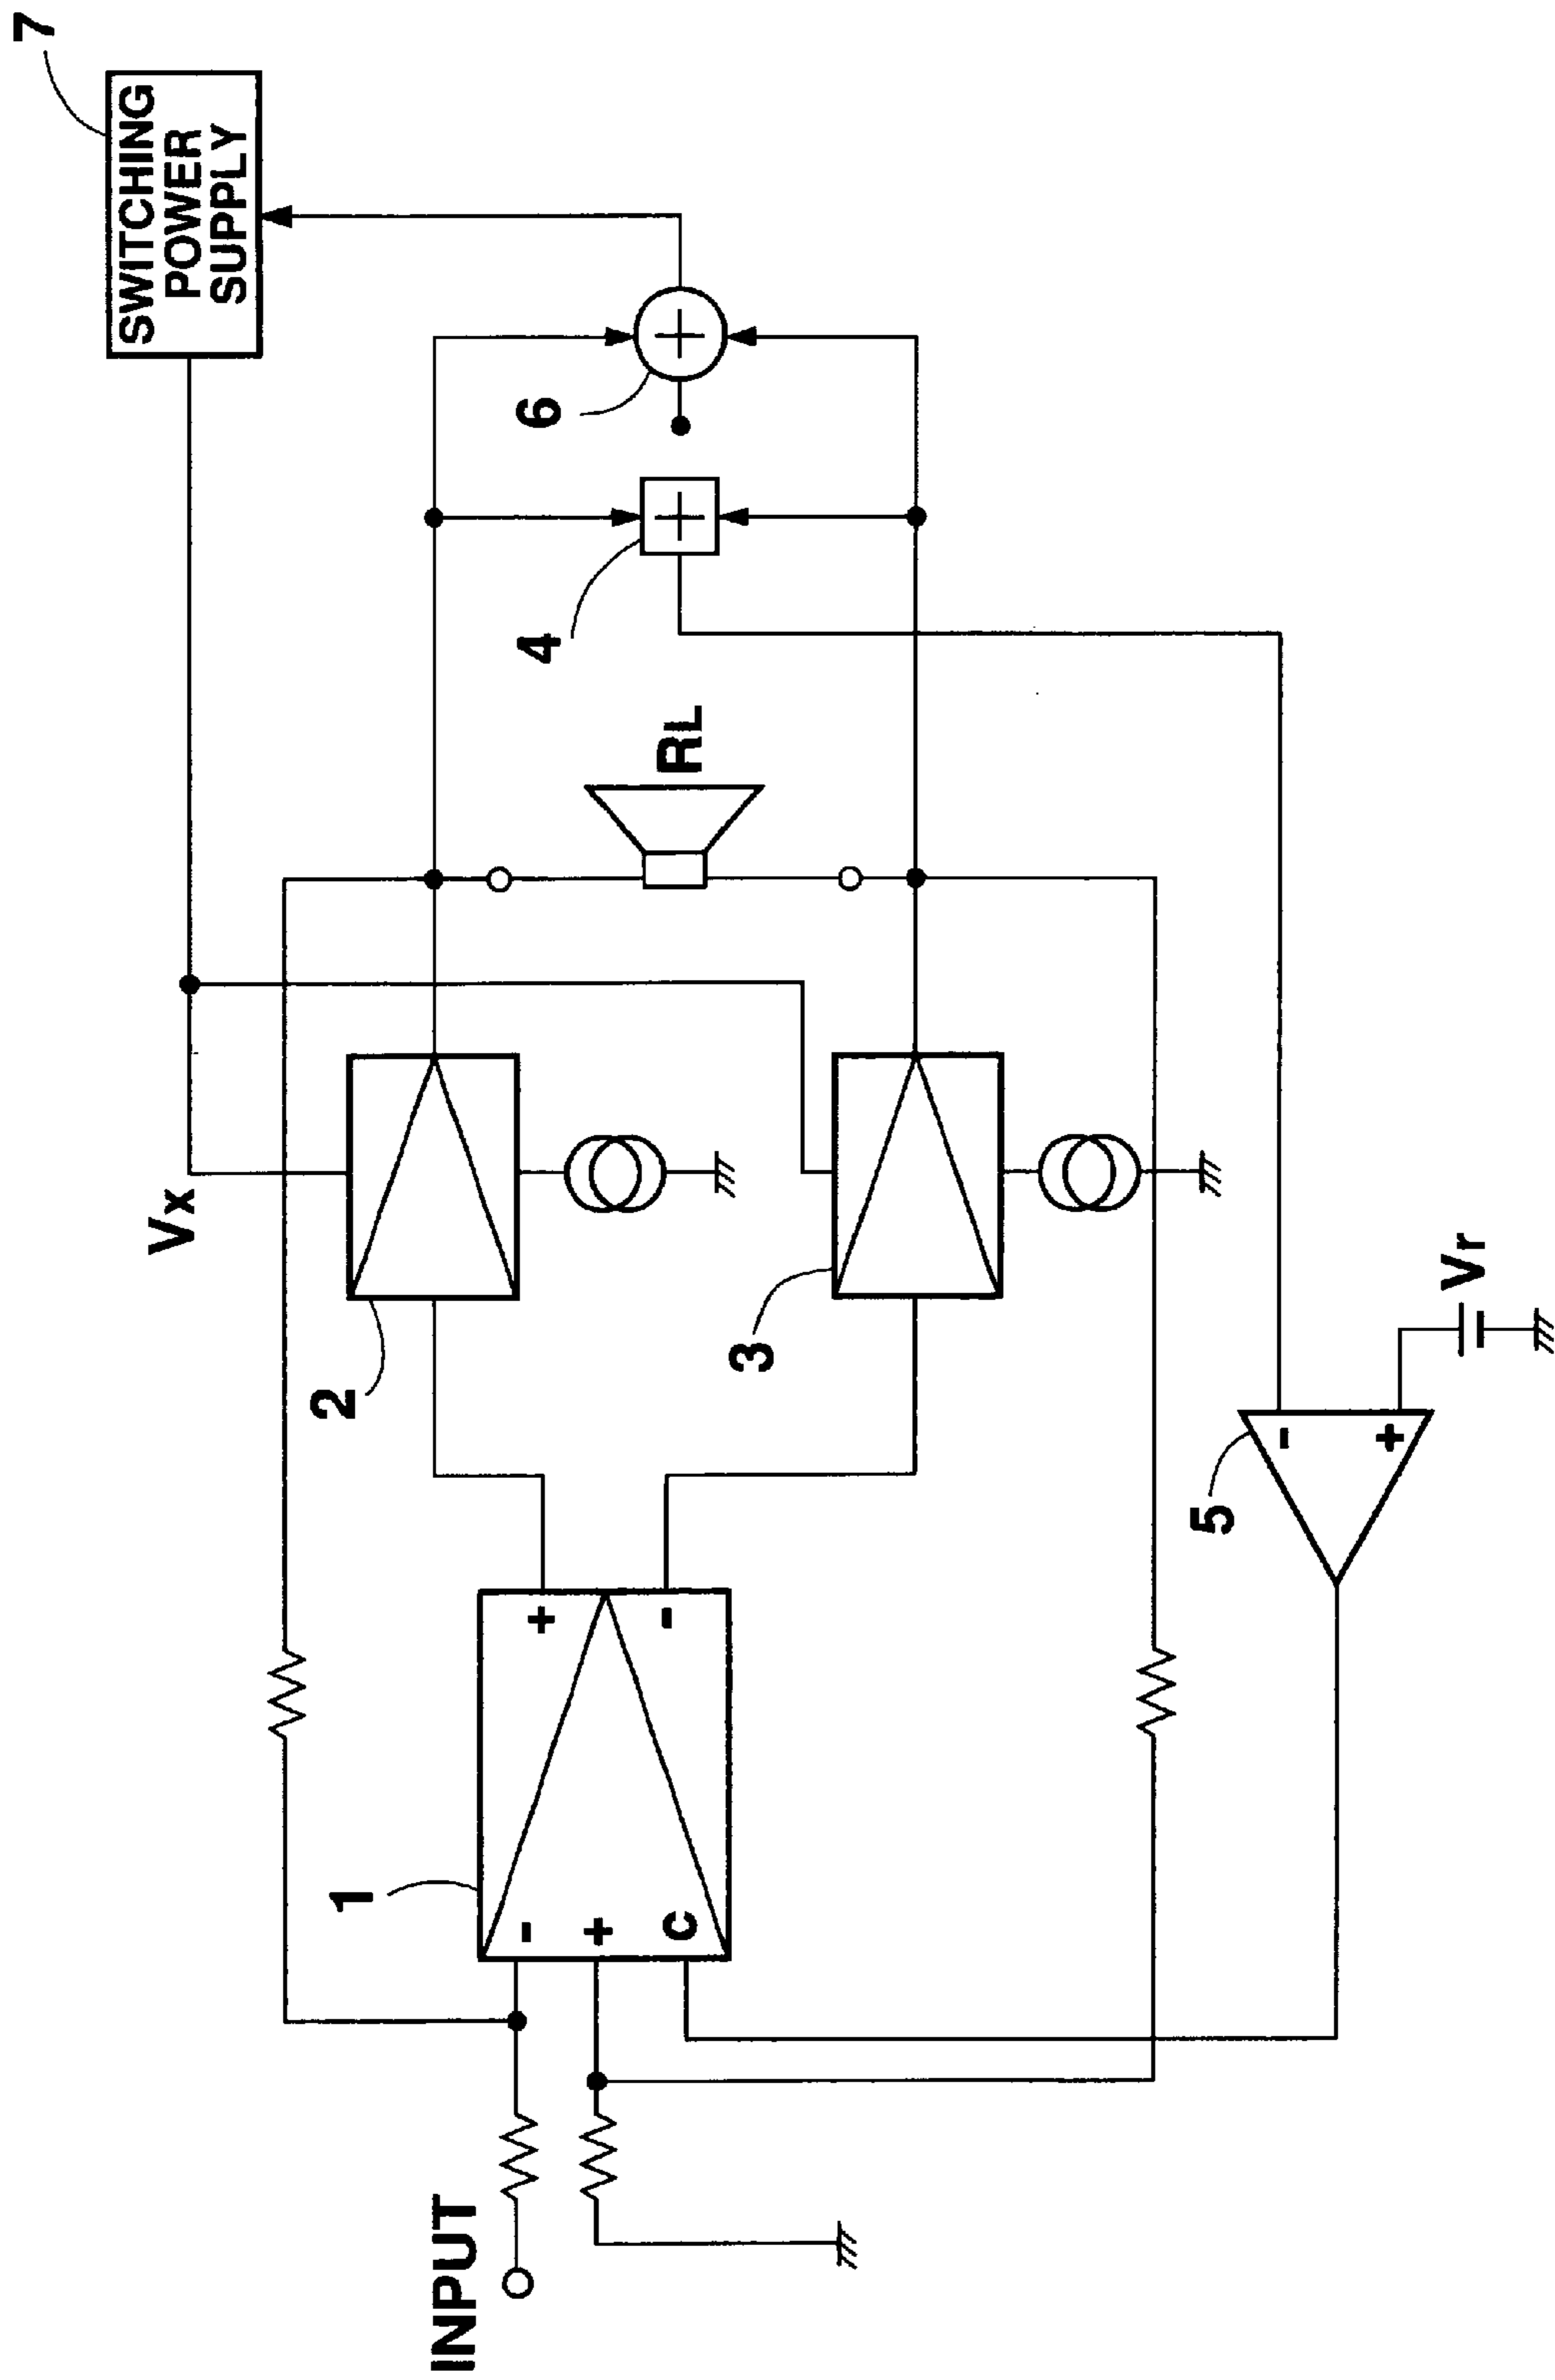 7
SWITCHING
POWER
SUPPLY
6
4
RL
Vx
2
3
Vr
5
- +
+ -
1
- + c
INPUT